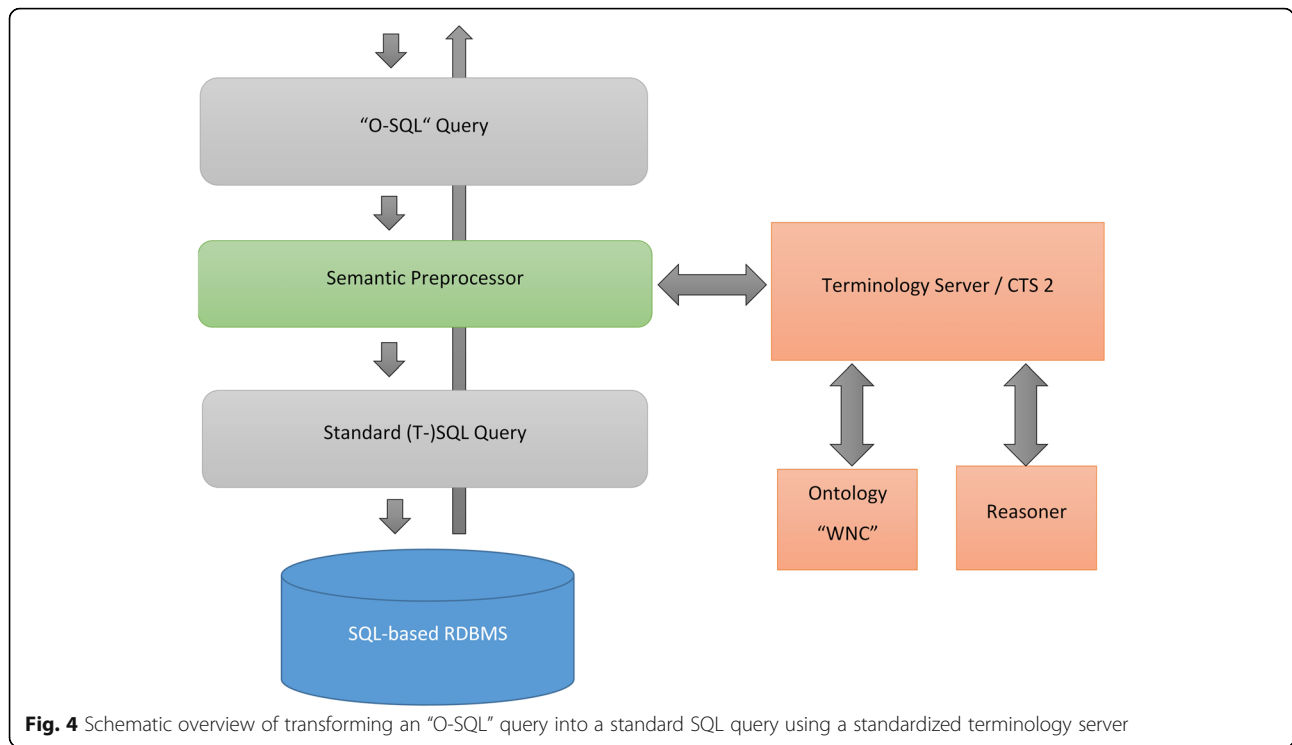 “O-SQL“ Query
Semantic Preprocessor
Terminology Server / CTS 2
Standard (T-)SQL Query
Ontology
“WNC”
Reasoner
SQL-based RDBMS
Fig. 4 Schematic overview of transforming an “O-SQL” query into a standard SQL query using a standardized terminology server